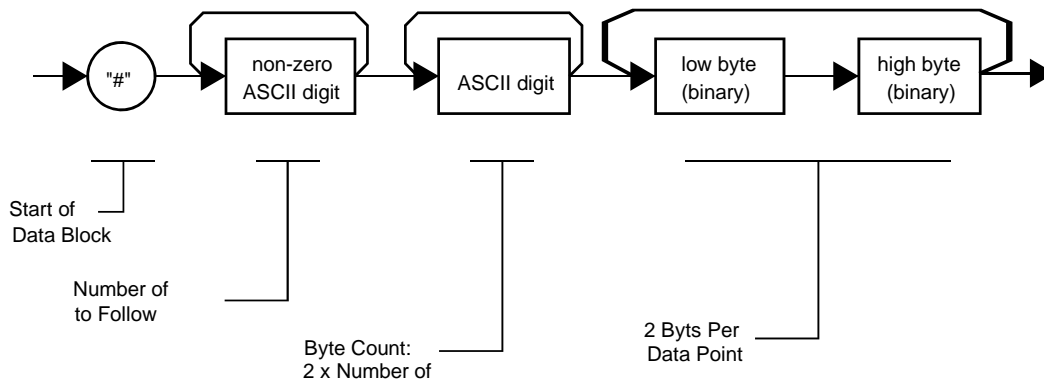 "#"
non-zero
ASCII digit
ASCII digit
low byte
(binary)
high byte
(binary)
Start of
Data Block
Number of
to Follow
Byte Count:
2 x Number of
2 Byts Per
Data Point